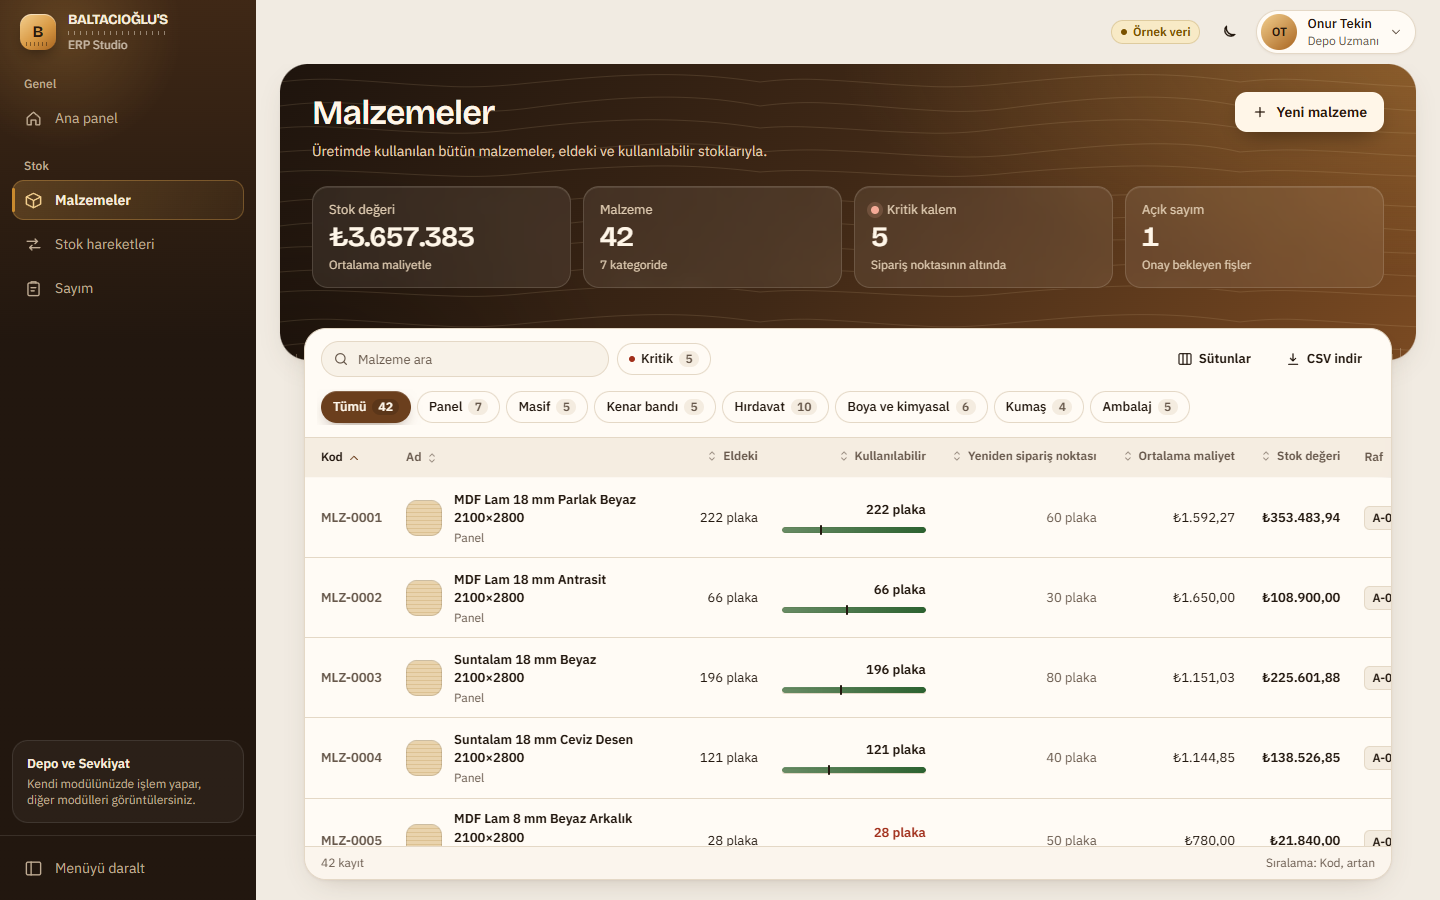 B
BALTACIOĞLU'S
ERP Studio
Genel
Ana panel
Stok
Malzemeler
Stok hareketleri
Sayım
Depo ve Sevkiyat
Kendi modülünüzde işlem yapar,
diğer modülleri görüntülersiniz.
Menüyü daralt
Örnek veri
OT
Onur Tekin
Depo Uzmanı
Malzemeler
Üretimde kullanılan bütün malzemeler, eldeki ve kullanılabilir stoklarıyla.
Yeni malzeme
Stok değeri
₺3.657.383
Ortalama maliyetle
Malzeme
42
7 kategoride
Kritik kalem
5
Sipariş noktasının altında
Açık sayım
1
Onay bekleyen fişler
Malzeme ara
Kritik 5
Sütunlar
CSV indir
Tümü 42 Panel 7 Masif 5 Kenar bandı 5 Hırdavat 10 Boya ve kimyasal 6 Kumaş 4 Ambalaj 5
Kod Ad Eldeki Kullanılabilir Yeniden sipariş noktası Ortalama maliyet Stok değeri Raf
MLZ-0001
MDF Lam 18 mm Parlak Beyaz
2100×2800
Panel
222 plaka
222 plaka
60 plaka
₺1.592,27
₺353.483,94
A-0
MLZ-0002
MDF Lam 18 mm Antrasit
2100×2800
Panel
66 plaka
66 plaka
30 plaka
₺1.650,00
₺108.900,00
A-0
MLZ-0003
Suntalam 18 mm Beyaz
2100×2800
Panel
196 plaka
196 plaka
80 plaka
₺1.151,03
₺225.601,88
A-0
MLZ-0004
Suntalam 18 mm Ceviz Desen
2100×2800
Panel
121 plaka
121 plaka
40 plaka
₺1.144,85
₺138.526,85
A-0
MLZ-0005
MDF Lam 8 mm Beyaz Arkalık
2100×2800
28 plaka
28 plaka
50 plaka
₺780,00
₺21.840,00
A-0
42 kayıt
Sıralama: Kod, artan